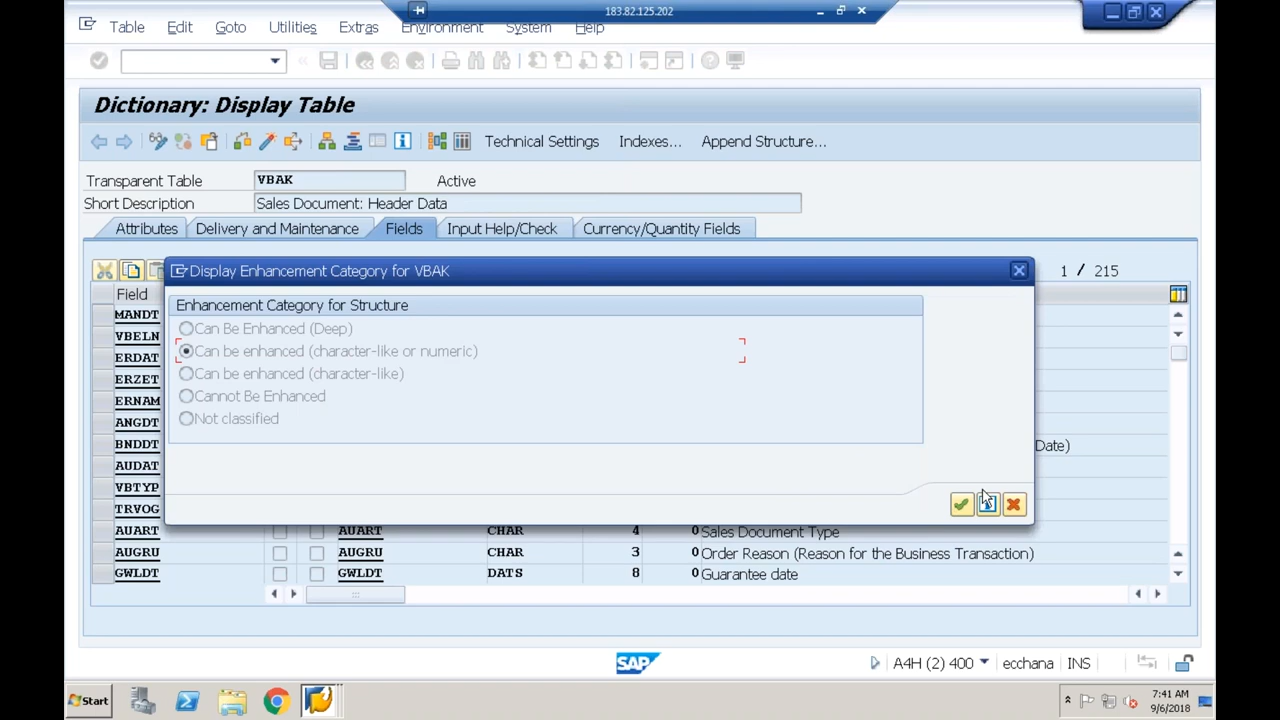 183.82.125.202
Table Edit Goto Utilities Extras Environment System Help
Dictionary: Display Table
Technical Settings Indexes... Append Structure...
Transparent Table VBAK Active
Short Description Sales Document: Header Data
Attributes Delivery and Maintenance Fields Input Help/Check Currency/Quantity Fields
Display Enhancement Category for VBAK
1 / 215
Field
Enhancement Category for Structure
MANDT
Can Be Enhanced (Deep)
VBELN
Can be enhanced (character-like or numeric)
ERDAT
Can be enhanced (character-like)
ERZET
Cannot Be Enhanced
ERNAM
Not classified
ANGDT
BNDDT Date)
AUDAT
VBTYP
TRVOG
AUART AUART CHAR 4 0 Sales Document Type
AUGRU AUGRU CHAR 3 0 Order Reason (Reason for the Business Transaction)
GWLDT GWLDT DATS 8 0 Guarantee date
SAP A4H (2) 400 ecchana INS
Start 7:41 AM
9/6/2018